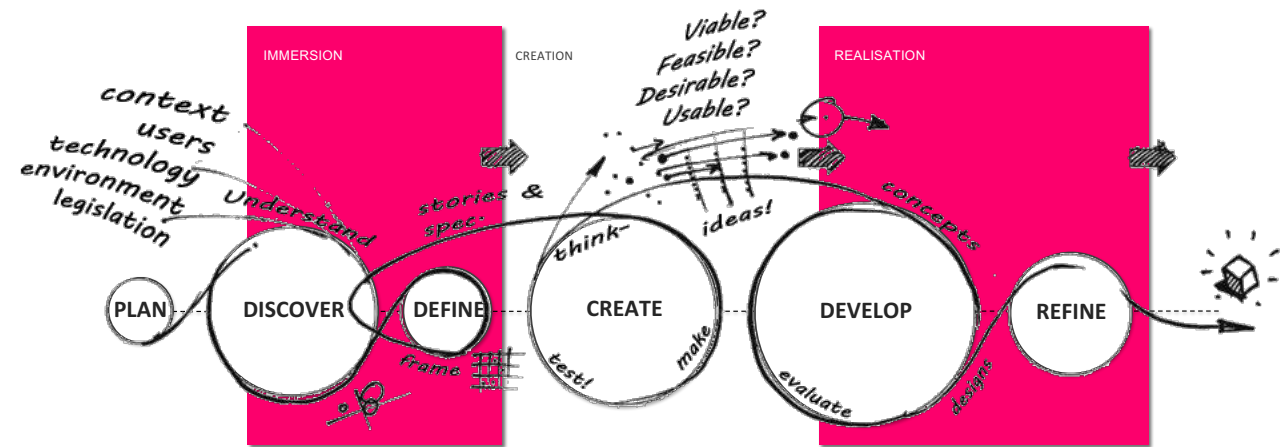 IMMERSION
CREATION
REALISATION
Viable?
Feasible?
Desirable?
Usable?
context
users
technology
environment
legislation
Understand
stories &
spec.
think-
ideas!
concepts
PLAN
DISCOVER
DEFINE
CREATE
DEVELOP
REFINE
frame
test!
make
evaluate
designs